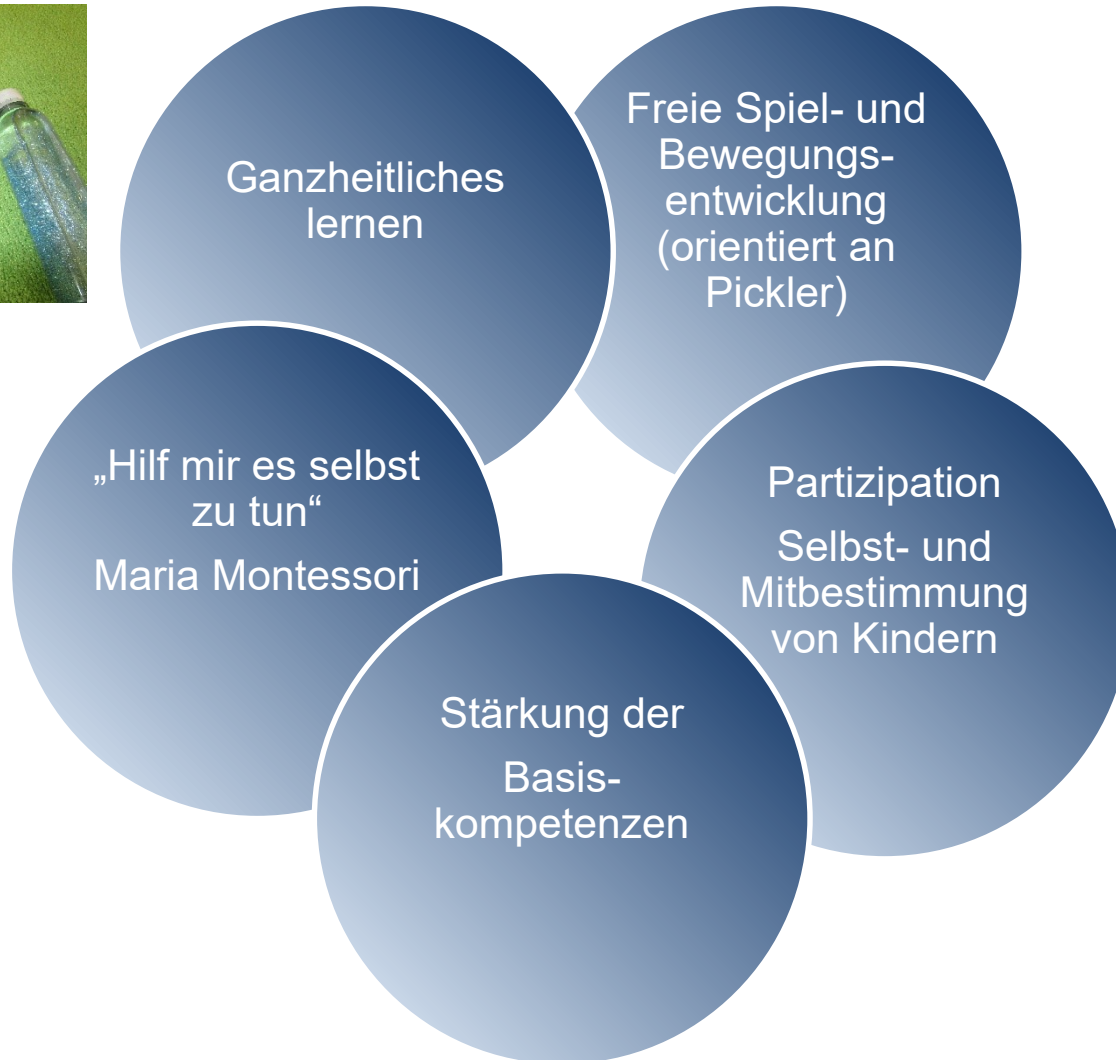 Ganzheitliches
lernen
Freie Spiel- und
Bewegungs-
entwicklung
(orientiert an
Pickler)
„Hilf mir es selbst
zu tun“
Maria Montessori
Partizipation
Selbst- und
Mitbestimmung
von Kindern
Stärkung der
Basis-
kompetenzen